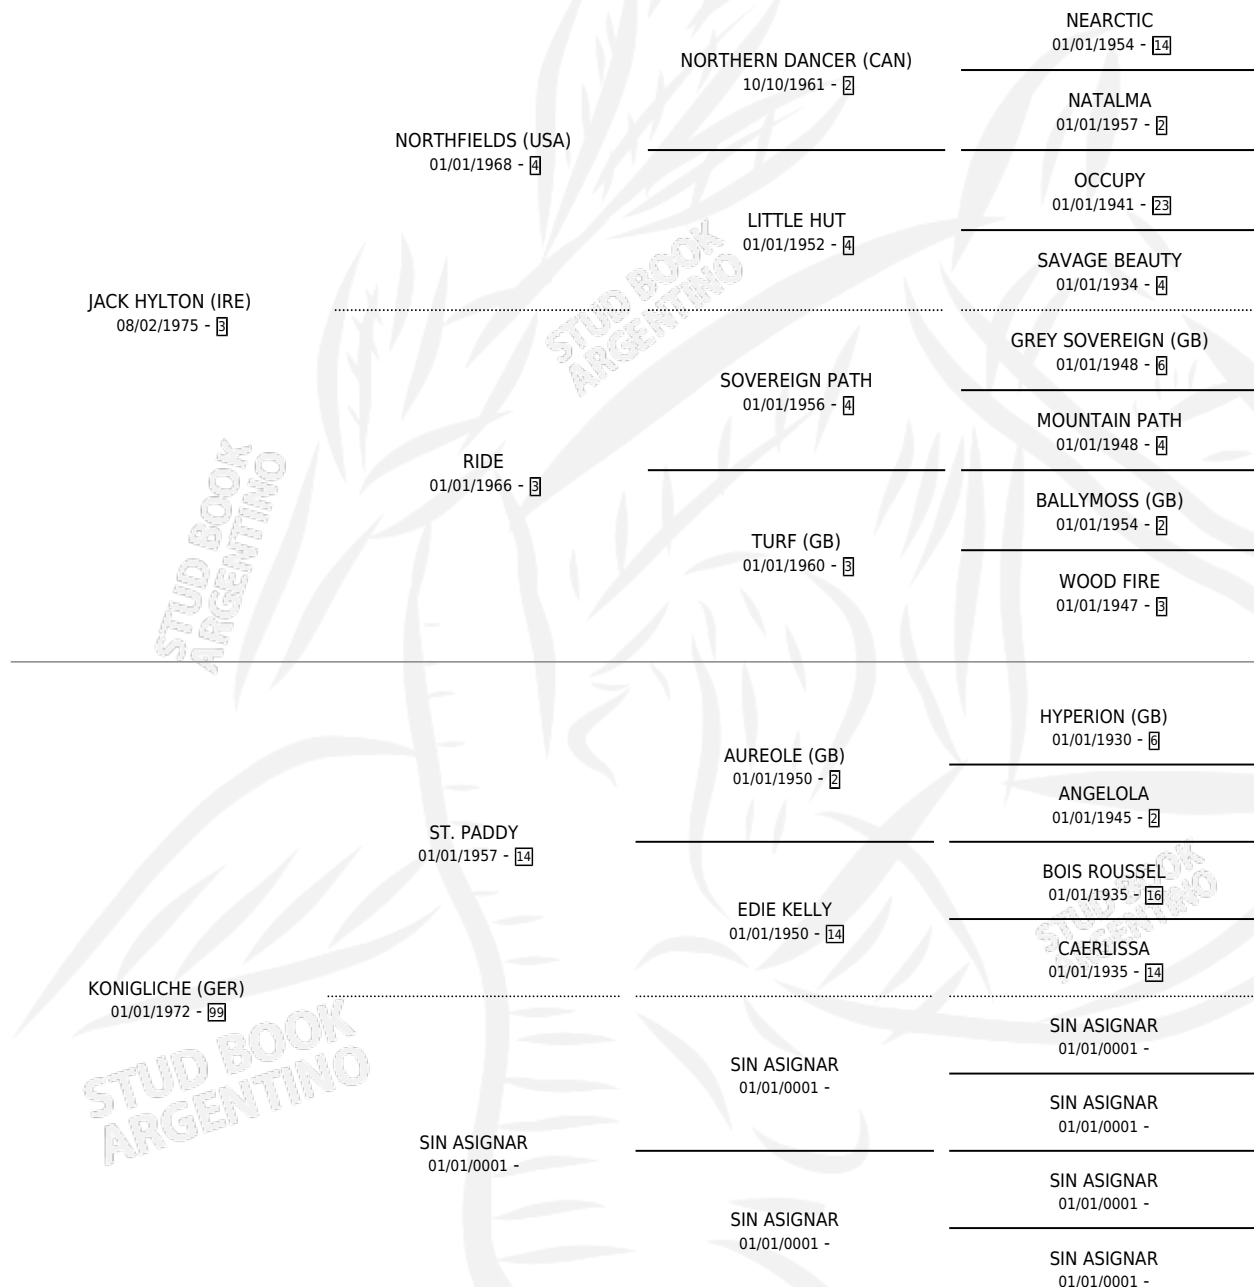 NEARCTIC
01/01/1954 - 14
NORTHERN DANCER (CAN)
10/10/1961 - 2
NATALMA
01/01/1957 - 2
NORTHFIELDS (USA)
01/01/1968 - 4
OCCUPY
01/01/1941 - 23
LITTLE HUT
01/01/1952 - 4
SAVAGE BEAUTY
01/01/1934 - 4
JACK HYLTON (IRE)
08/02/1975 - 3
GREY SOVEREIGN (GB)
01/01/1948 - 6
SOVEREIGN PATH
01/01/1956 - 4
MOUNTAIN PATH
01/01/1948 - 4
RIDE
01/01/1966 - 3
BALLYMOSS (GB)
01/01/1954 - 2
TURF (GB)
01/01/1960 - 3
WOOD FIRE
01/01/1947 - 3
HYPERION (GB)
01/01/1930 - 6
AUREOLE (GB)
01/01/1950 - 2
ANGELOLA
01/01/1945 - 2
ST. PADDY
01/01/1957 - 14
BOIS ROUSSEL
01/01/1935 - 16
EDIE KELLY
01/01/1950 - 14
CAERLISSA
01/01/1935 - 14
KONIGLICHE (GER)
01/01/1972 - 99
SIN ASIGNAR
01/01/0001 -
SIN ASIGNAR
01/01/0001 -
SIN ASIGNAR
01/01/0001 -
SIN ASIGNAR
01/01/0001 -
SIN ASIGNAR
01/01/0001 -
SIN ASIGNAR
01/01/0001 -
SIN ASIGNAR
01/01/0001 -
STUD BOOK
ARGENTINO
STUD BOOK
ARGENTINO
STUD BOOK
ARGENTINO
STUD BOOK
ARGENTINO